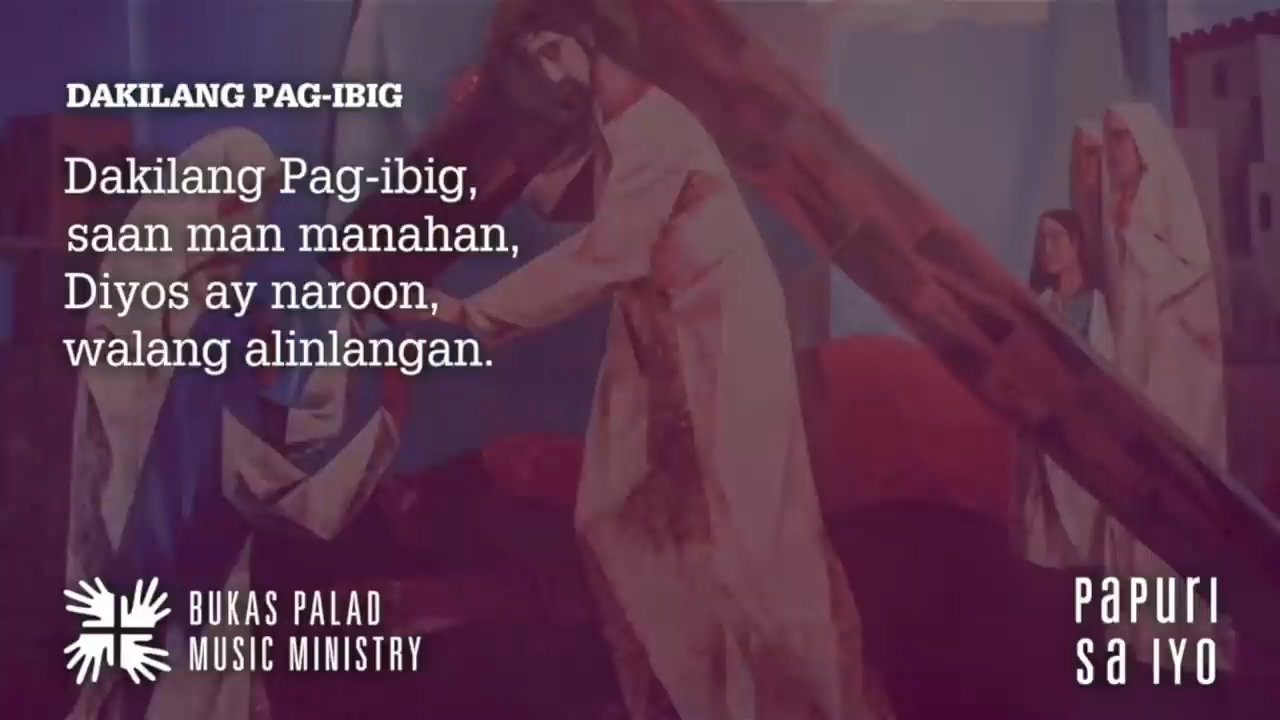 DAKILANG PAG-IBIG
Dakilang Pag-ibig,
saan man manahan,
Diyos ay naroon,
walang alinlangan.
BUKAS PALAD
MUSIC MINISTRY
PaPURI
Sa IYO